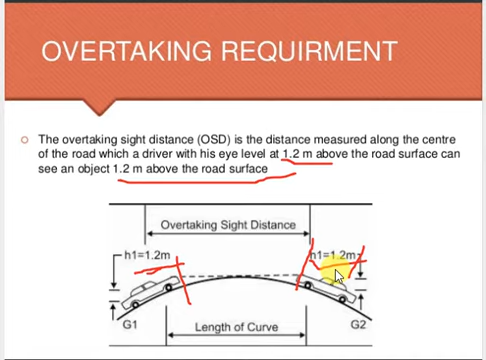 OVERTAKING REQUIRMENT
The overtaking sight distance (OSD) is the distance measured along the centre
of the road which a driver with his eye level at 1.2 m above the road surface can
see an object 1.2 m above the road surface
Overtaking Sight Distance
h1=1.2m h1=1.2m
G1 Length of Curve G2